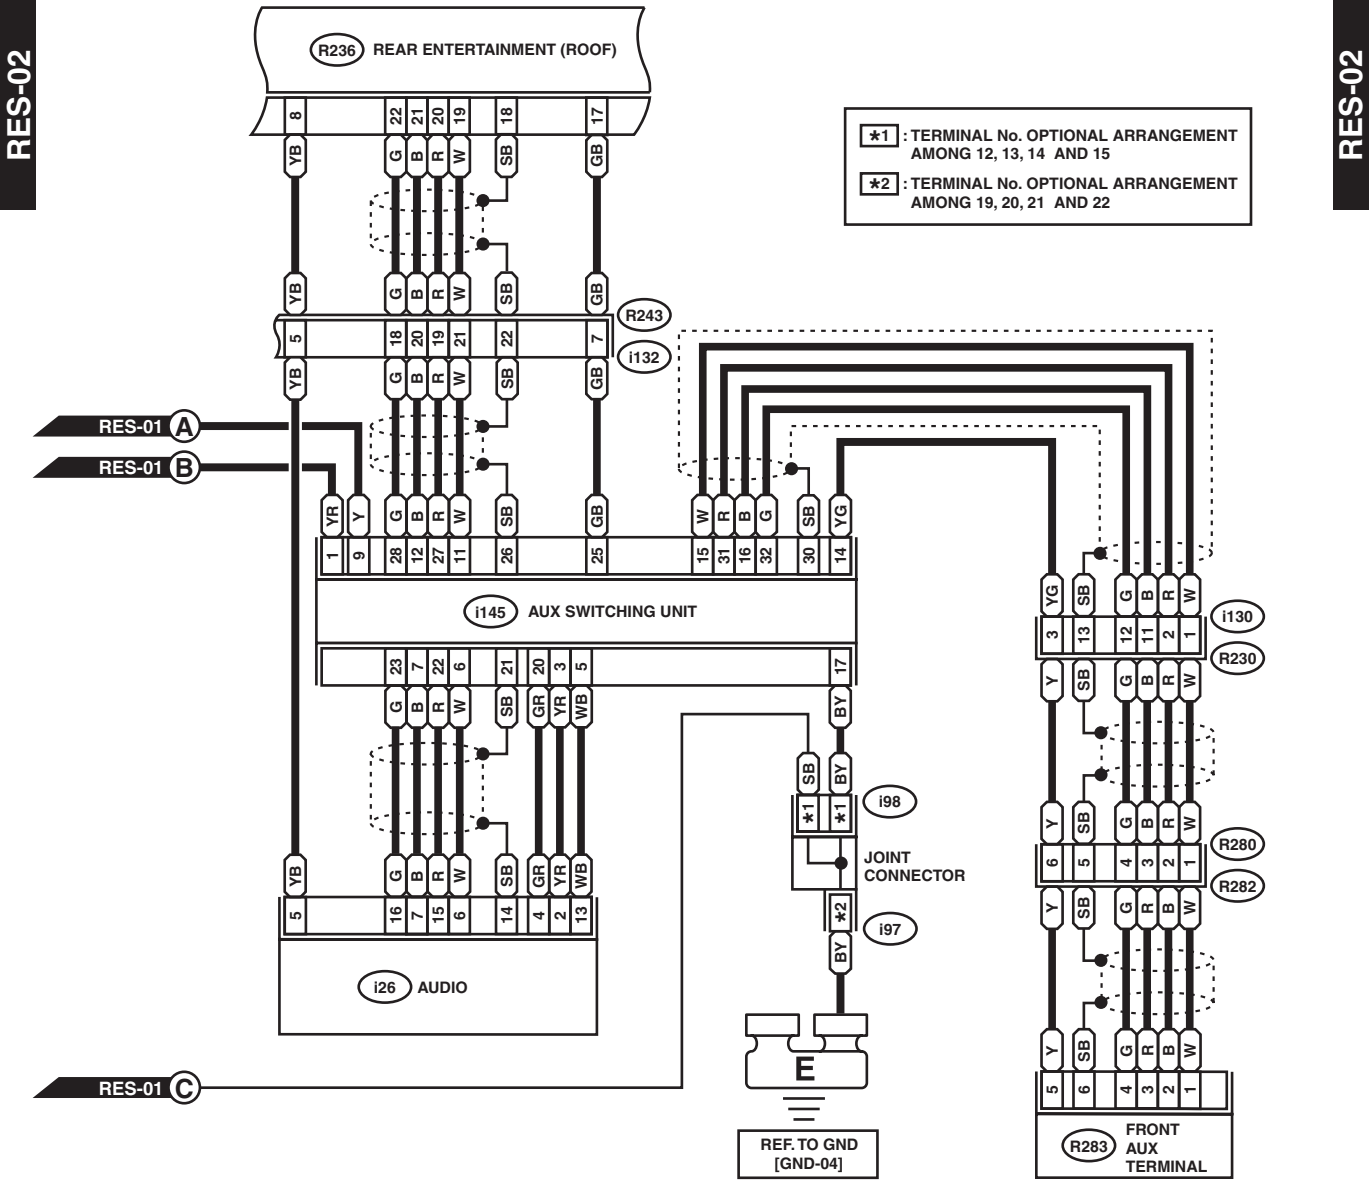 RES-02
RES-02
R236 REAR ENTERTAINMENT (ROOF)
8 22 21 20 19 18 17
YB G B R W SB GB
*1 : TERMINAL No. OPTIONAL ARRANGEMENT
AMONG 12, 13, 14 AND 15
*2 : TERMINAL No. OPTIONAL ARRANGEMENT
AMONG 19, 20, 21 AND 22
YB G B R W SB GB
R243
5 18 20 19 21 22 7
i132
YB G B R W SB GB
RES-01 A
RES-01 B
YR Y G B R W SB GB W R B G SB YG
1 9 28 12 27 11 26 25 15 31 16 32 30 14
i145 AUX SWITCHING UNIT
23 7 22 6 21 20 3 5 17
G B R W SB GR YR WB BY
YG SB G B R W
i130
3 13 12 11 2 1
R230
Y SB G B R W
SB BY
*1 *1
i98
JOINT
CONNECTOR
*2
i97
BY
Y SB G B R W
R280
6 5 4 3 2 1
R282
Y SB G R B W
YB G B R W SB GR YR WB
5 16 7 15 6 14 4 2 13
i26 AUDIO
E
REF. TO GND
[GND-04]
RES-01 C
Y SB G R B W
5 6 4 3 2 1
R283
FRONT
AUX
TERMINAL